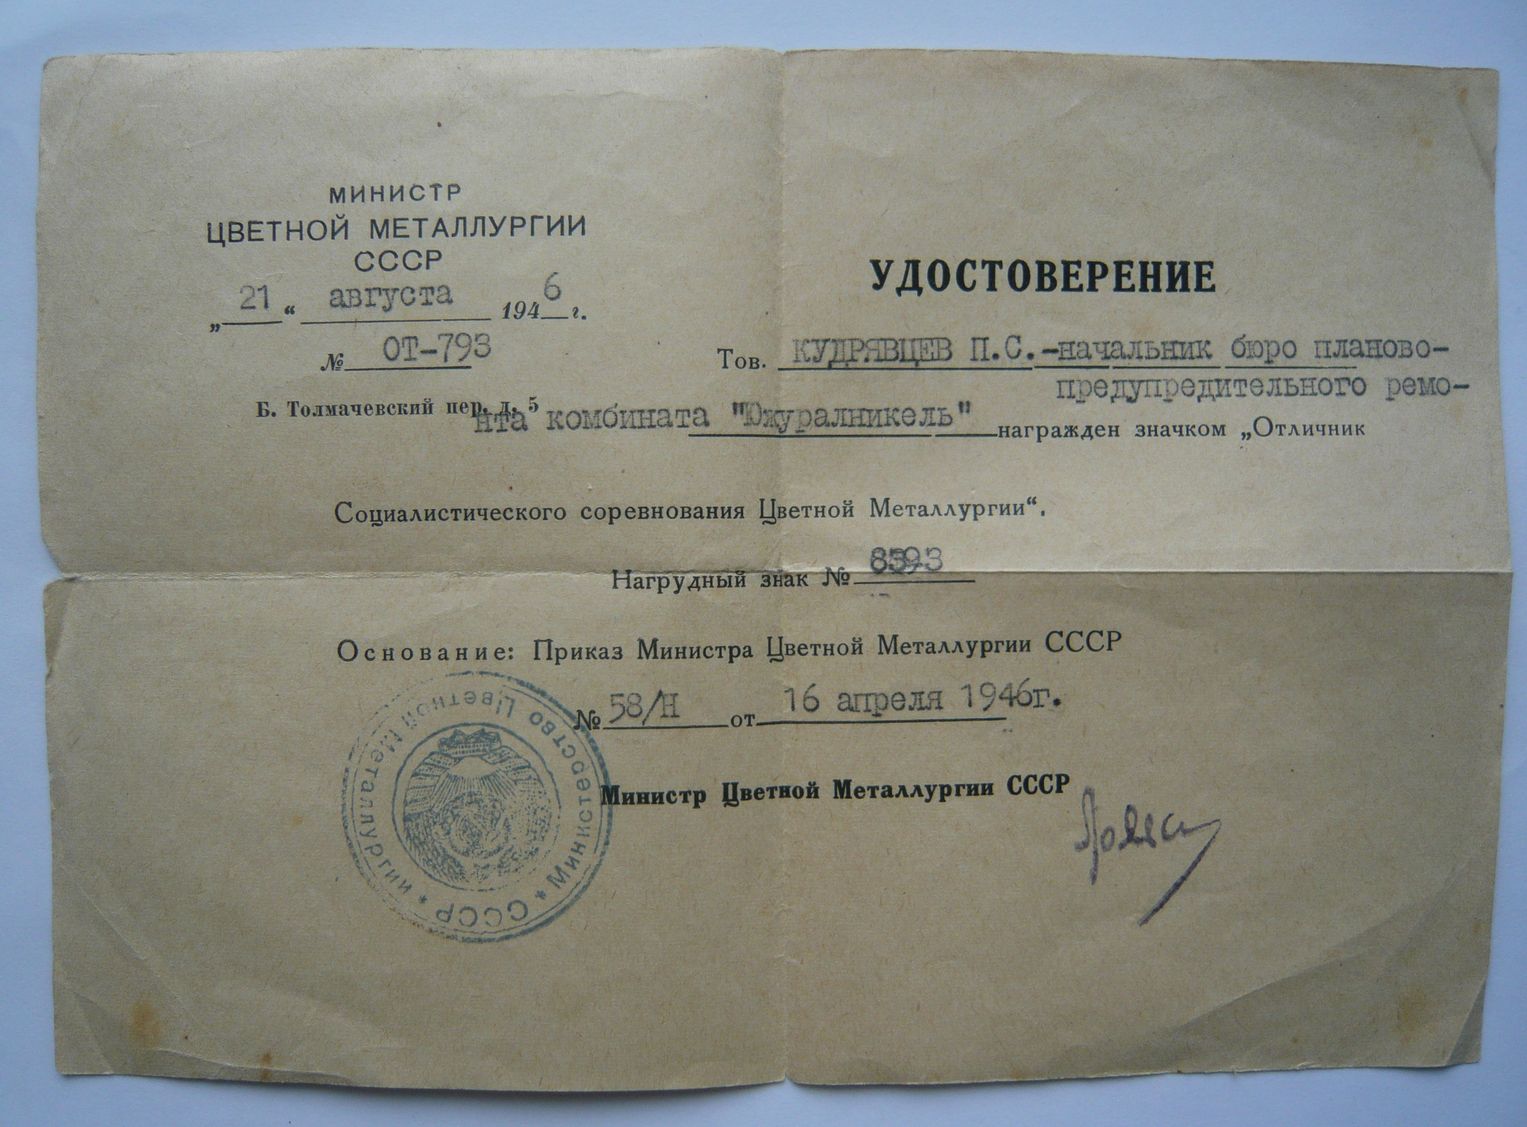 МИНИСТР
ЦВЕТНОЙ МЕТАЛЛУРГИИ
СССР
„21“ августа 1946 г.
№ ОТ-793
Б. Толмачевский пер. д. 5
УДОСТОВЕРЕНИЕ
Тов. КУДРЯВЦЕВ П.С.-начальник бюро планово-
предупредительного ремо-
нта комбината "Южуралникель" награжден значком „Отличник
Социалистического соревнования Цветной Металлургии“.
Нагрудный знак №
Основание: Приказ Министра Цветной Металлургии СССР
№ 58/Н от 16 апреля 1946г.
Министр Цветной Металлургии СССР
Министерство Цветной Металлургии * СССР *